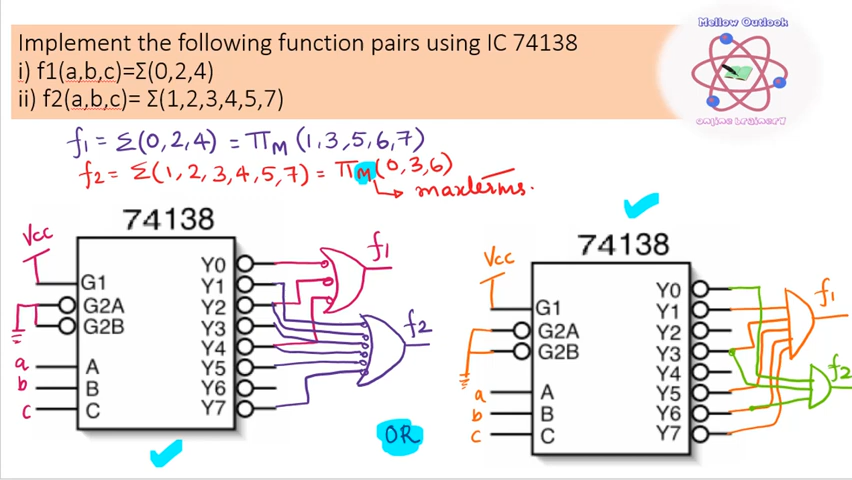 Mellow Outlook
Implement the following function pairs using IC 74138
i) f1(a,b,c)=Σ(0,2,4)
ii) f2(a,b,c)= Σ(1,2,3,4,5,7)
online brainer7
f₁ = Σ(0,2,4) = πM (1,3,5,6,7)
f₂ = Σ(1,2,3,4,5,7) = πM (0,3,6)
maxterms.
74138
Vcc
G1
G2A
G2B
a A
b B
c C
Y0
Y1
Y2
Y3
Y4
Y5
Y6
Y7
f₁
f₂
OR
74138
Vcc
G1
G2A
G2B
a A
b B
c C
Y0
Y1
Y2
Y3
Y4
Y5
Y6
Y7
f₁
f₂